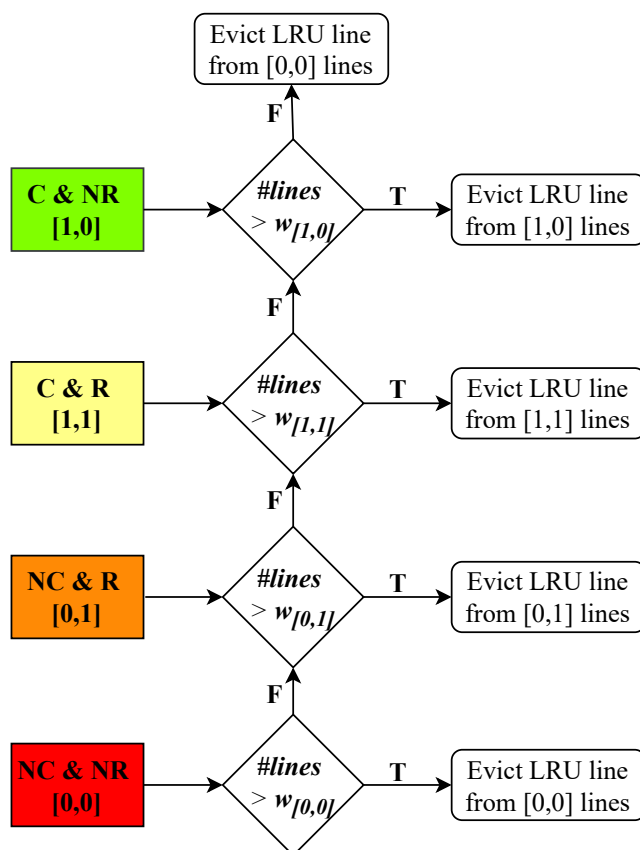 Evict LRU line
from [0,0] lines
F
C & NR
[1,0]
#lines
> w[1,0]
T
Evict LRU line
from [1,0] lines
F
C & R
[1,1]
#lines
> w[1,1]
T
Evict LRU line
from [1,1] lines
F
NC & R
[0,1]
#lines
> w[0,1]
T
Evict LRU line
from [0,1] lines
F
NC & NR
[0,0]
#lines
> w[0,0]
T
Evict LRU line
from [0,0] lines